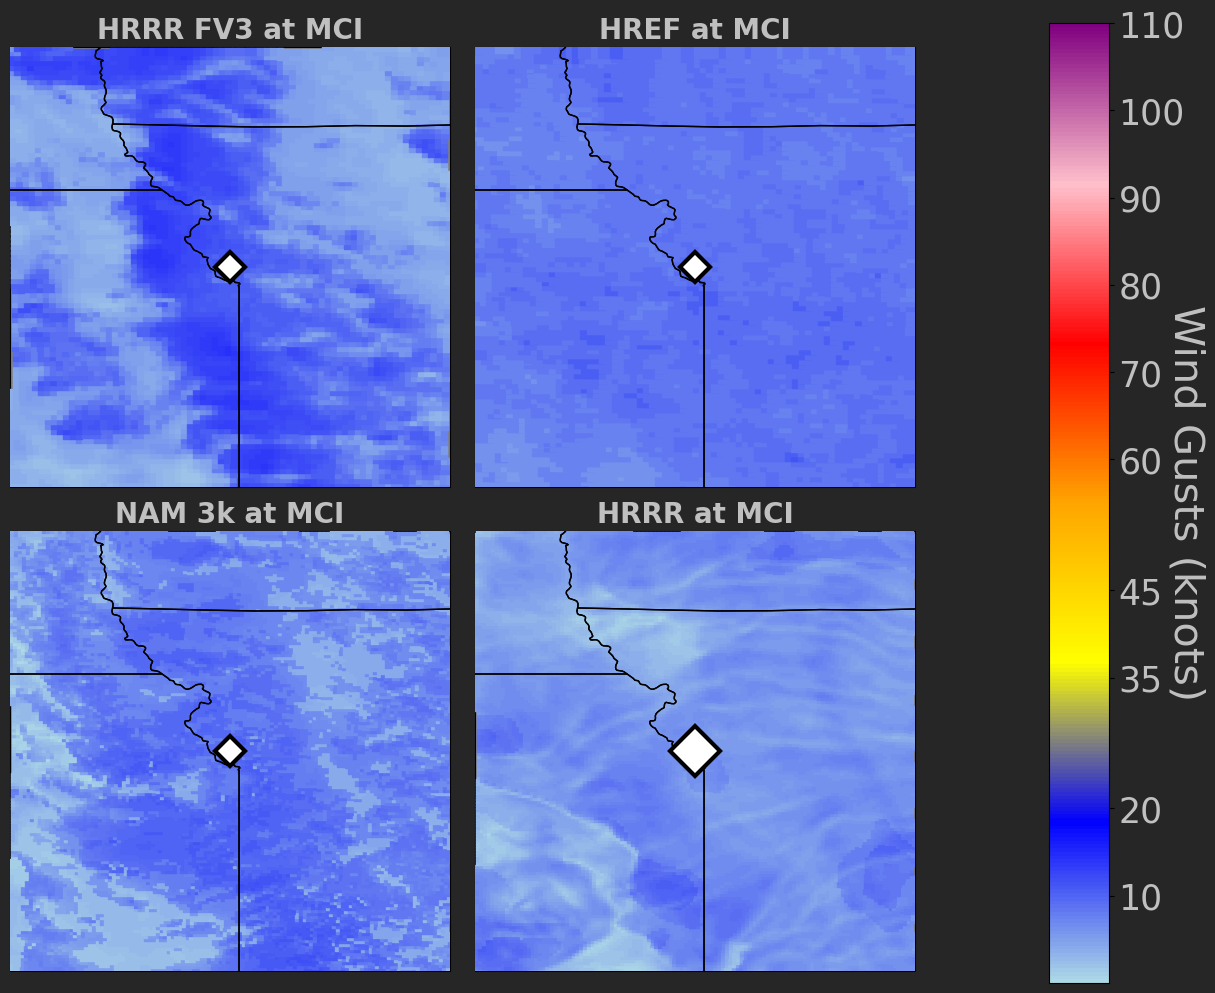 HRRR FV3 at MCI
HREF at MCI
NAM 3k at MCI
HRRR at MCI
110
100
90
80
70
60
45
35
20
10
Wind Gusts (knots)